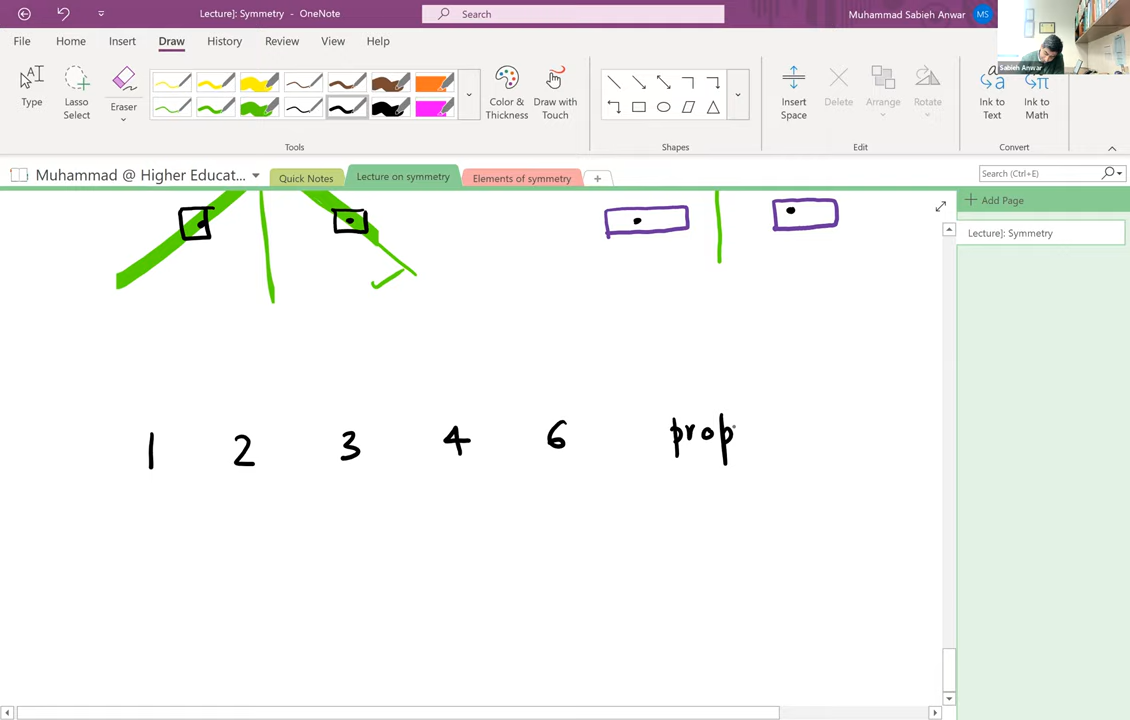 Lecture]: Symmetry - OneNote
Search
Muhammad Sabieh Anwar
MS
File
Home
Insert
Draw
History
Review
View
Help
Sabieh Anwar
Type
Lasso Select
Eraser
Color & Thickness
Draw with Touch
Insert Space
Delete
Arrange
Rotate
Ink to Text
Ink to Math
Tools
Shapes
Edit
Convert
Muhammad @ Higher Educat...
Quick Notes
Lecture on symmetry
Elements of symmetry
Search (Ctrl+E)
Add Page
Lecture]: Symmetry
1 2 3 4 6 prop